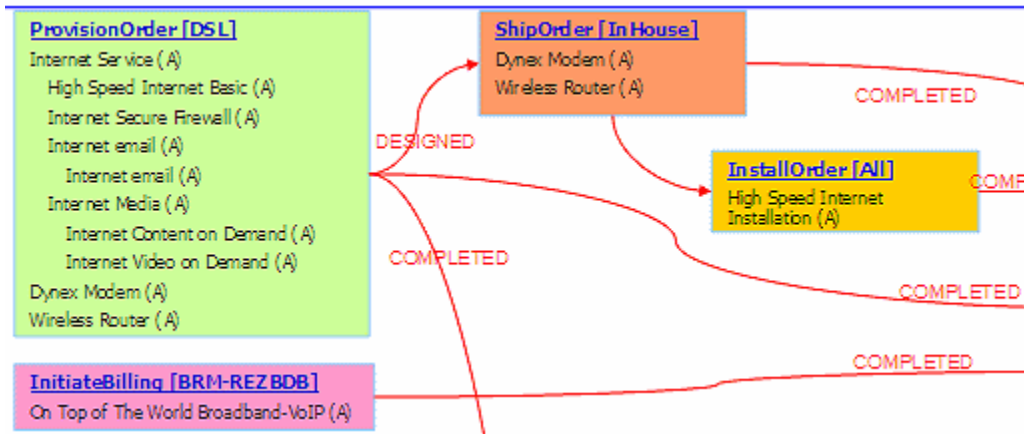 ProvisionOrder [DSL]
Internet Service (A)
High Speed Internet Basic (A)
Internet Secure Firewall (A)
Internet email (A)
Internet email (A)
Internet Media (A)
Internet Content on Demand (A)
Internet Video on Demand (A)
Dynex Modem (A)
Wireless Router (A)
InitiateBilling [BRM-REZBDB]
On Top of The World Broadband-VoIP (A)
DESIGNED
COMPLETED
ShipOrder [InHouse]
Dynex Modem (A)
Wireless Router (A)
COMPLETED
InstallOrder [All]
High Speed Internet
Installation (A)
COMP
COMPLETED
COMPLETED